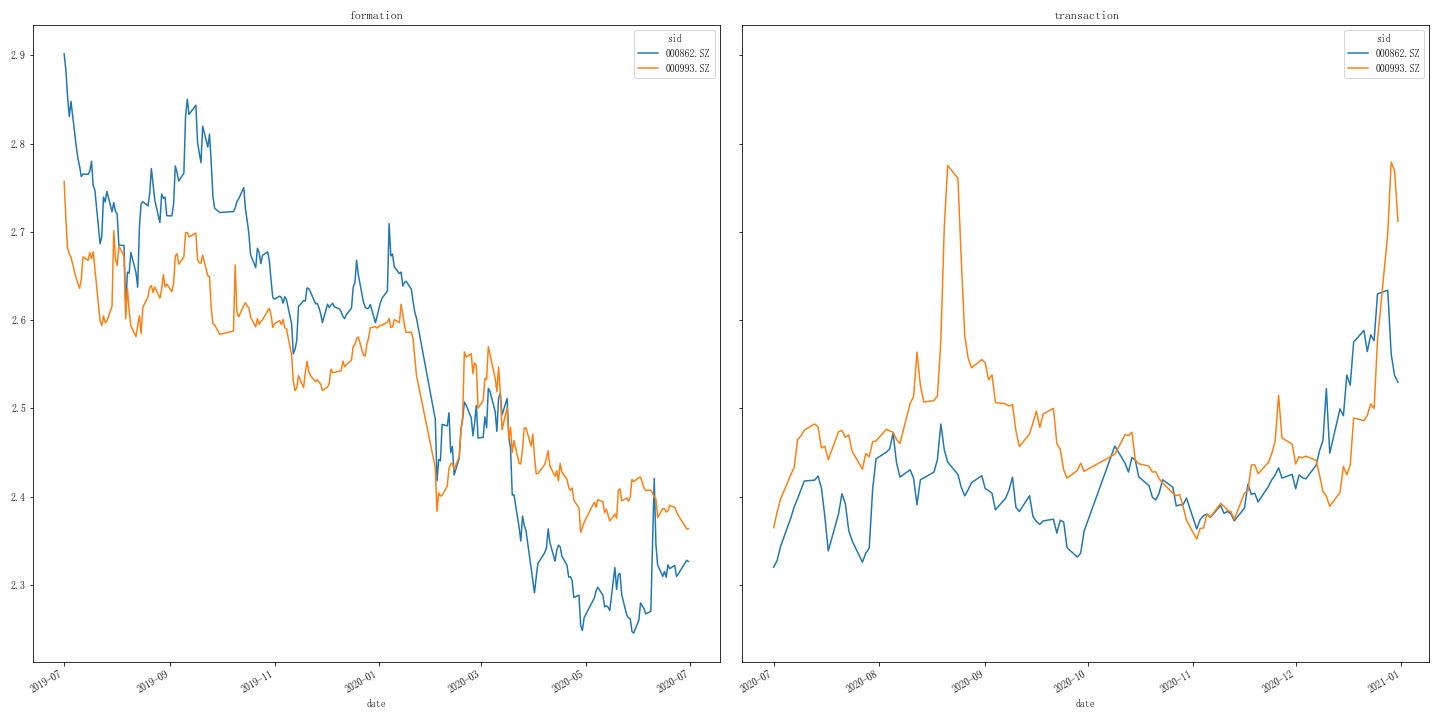 formation
transaction
sid
000862.SZ
000993.SZ
sid
000862.SZ
000993.SZ
2.9
2.8
2.7
2.6
2.5
2.4
2.3
2019-07
2019-09
2019-11
2020-01
2020-03
2020-05
2020-07
date
2020-07
2020-08
2020-09
2020-10
2020-11
2020-12
2021-01
date